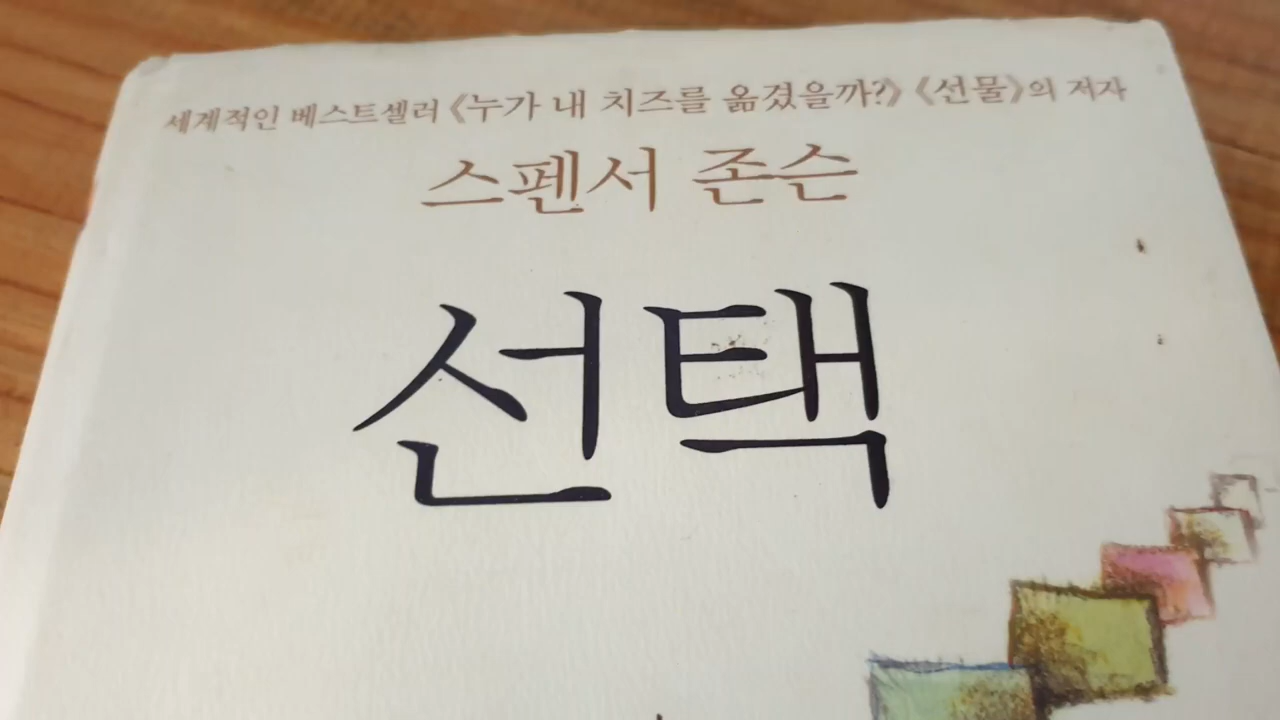 세계적인 베스트셀러 《누가 내 치즈를 옮겼을까?》 《선물》의 저자
스펜서 존슨
선택